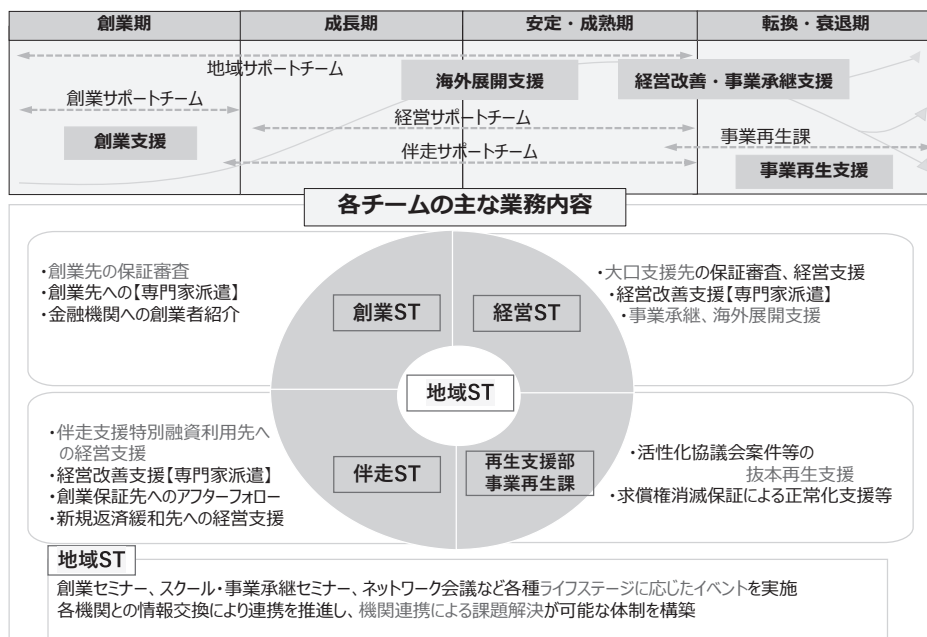 創業期
成長期
安定・成熟期
転換・衰退期
地域サポートチーム
海外展開支援
経営改善・事業承継支援
創業サポートチーム
経営サポートチーム
創業支援
事業再生課
伴走サポートチーム
事業再生支援
各チームの主な業務内容
・創業先の保証審査
・創業先への【専門家派遣】
・金融機関への創業者紹介
創業ST
経営ST
・大口支援先の保証審査、経営支援
・経営改善支援【専門家派遣】
・事業承継、海外展開支援
地域ST
・伴走支援特別融資利用先へ
の経営支援
・経営改善支援【専門家派遣】
・創業保証先へのアフターフォロー
・新規返済緩和先への経営支援
伴走ST
再生支援部
事業再生課
・活性化協議会案件等の
抜本再生支援
・求償権消滅保証による正常化支援等
地域ST
創業セミナー、スクール・事業承継セミナー、ネットワーク会議など各種ライフステージに応じたイベントを実施
各機関との情報交換により連携を推進し、機関連携による課題解決が可能な体制を構築